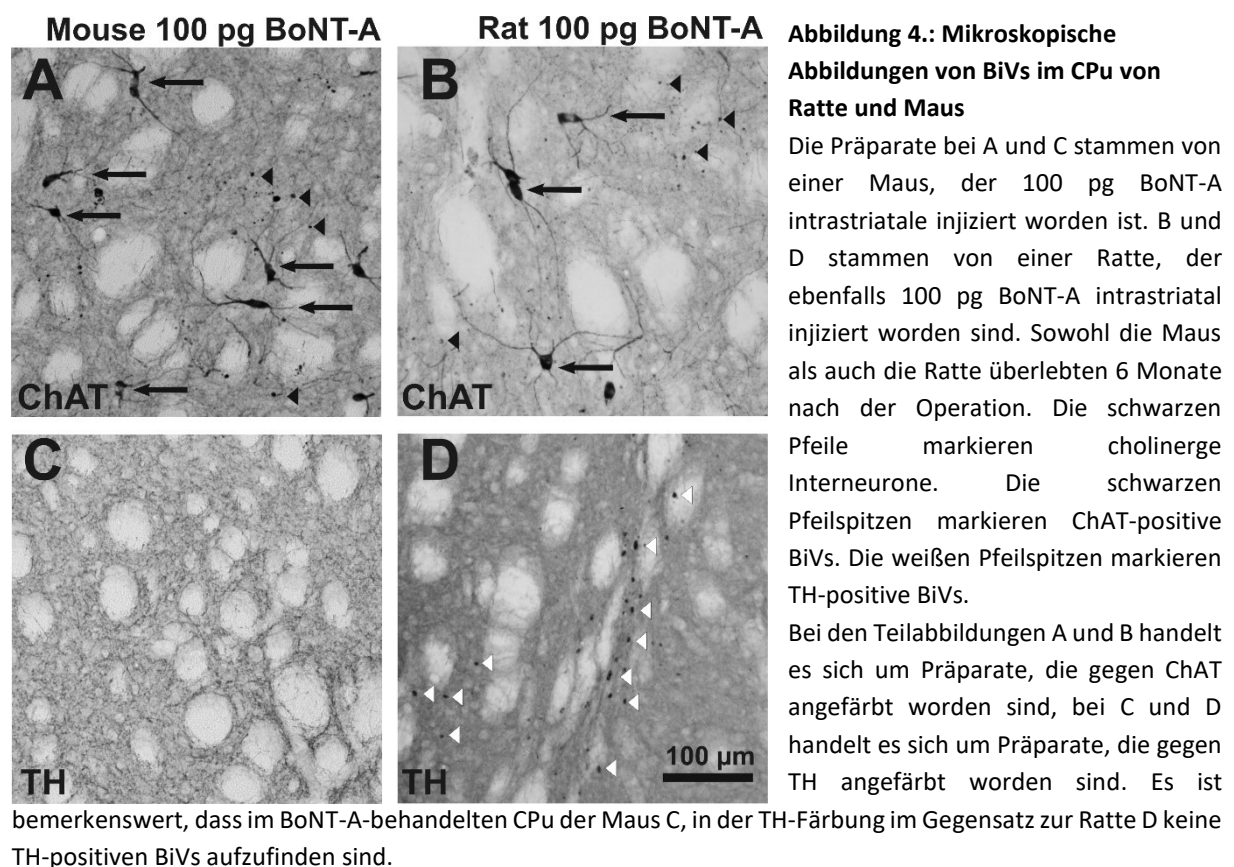 Mouse 100 pg BoNT-A
Rat 100 pg BoNT-A
A
ChAT
B
ChAT
C
TH
D
TH
100 µm
Abbildung 4.: Mikroskopische
Abbildungen von BiVs im CPu von
Ratte und Maus
Die Präparate bei A und C stammen von
einer Maus, der 100 pg BoNT-A
intrastriatale injiziert worden ist. B und
D stammen von einer Ratte, der
ebenfalls 100 pg BoNT-A intrastriatal
injiziert worden sind. Sowohl die Maus
als auch die Ratte überlebten 6 Monate
nach der Operation. Die schwarzen
Pfeile markieren cholinerge
Interneurone. Die schwarzen
Pfeilspitzen markieren ChAT-positive
BiVs. Die weißen Pfeilspitzen markieren
TH-positive BiVs.
Bei den Teilabbildungen A und B handelt
es sich um Präparate, die gegen ChAT
angefärbt worden sind, bei C und D
handelt es sich um Präparate, die gegen
TH angefärbt worden sind. Es ist
bemerkenswert, dass im BoNT-A-behandelten CPu der Maus C, in der TH-Färbung im Gegensatz zur Ratte D keine
TH-positiven BiVs aufzufinden sind.